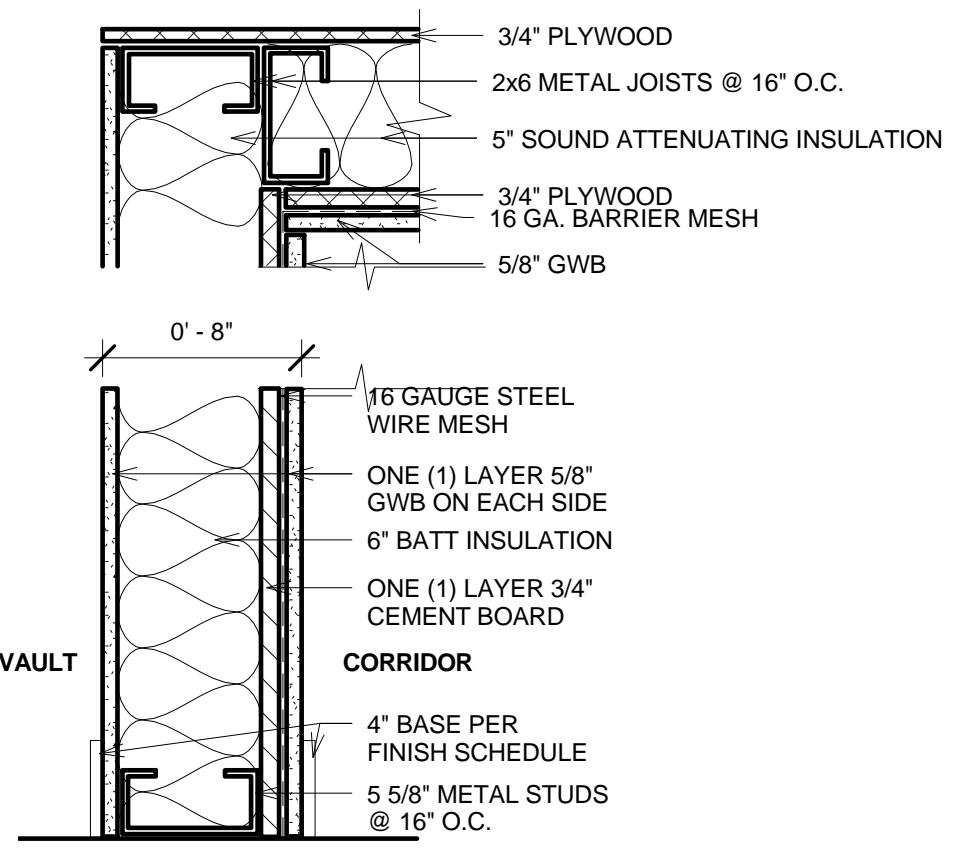 3/4" PLYWOOD
2x6 METAL JOISTS @ 16" O.C.
5" SOUND ATTENUATING INSULATION
3/4" PLYWOOD
16 GA. BARRIER MESH
5/8" GWB
0' - 8"
16 GAUGE STEEL
WIRE MESH
ONE (1) LAYER 5/8"
GWB ON EACH SIDE
6" BATT INSULATION
ONE (1) LAYER 3/4"
CEMENT BOARD
VAULT
CORRIDOR
4" BASE PER
FINISH SCHEDULE
5 5/8" METAL STUDS
@ 16" O.C.